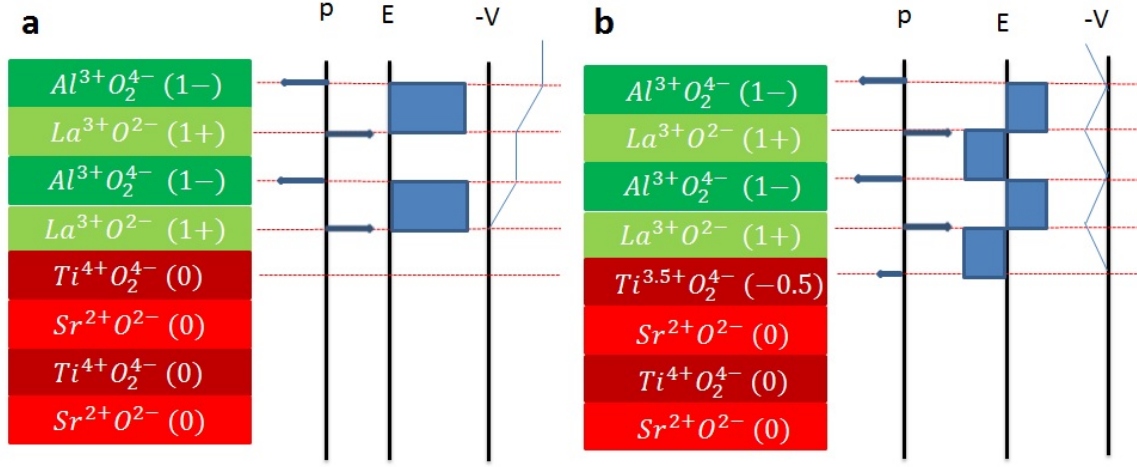 a p E -V
Al³⁺O₂⁴⁻ (1−)
La³⁺O²⁻ (1+)
Al³⁺O₂⁴⁻ (1−)
La³⁺O²⁻ (1+)
Ti⁴⁺O₂⁴⁻ (0)
Sr²⁺O²⁻ (0)
Ti⁴⁺O₂⁴⁻ (0)
Sr²⁺O²⁻ (0)
b p E -V
Al³⁺O₂⁴⁻ (1−)
La³⁺O²⁻ (1+)
Al³⁺O₂⁴⁻ (1−)
La³⁺O²⁻ (1+)
Ti³·⁵⁺O₂⁴⁻ (−0.5)
Sr²⁺O²⁻ (0)
Ti⁴⁺O₂⁴⁻ (0)
Sr²⁺O²⁻ (0)